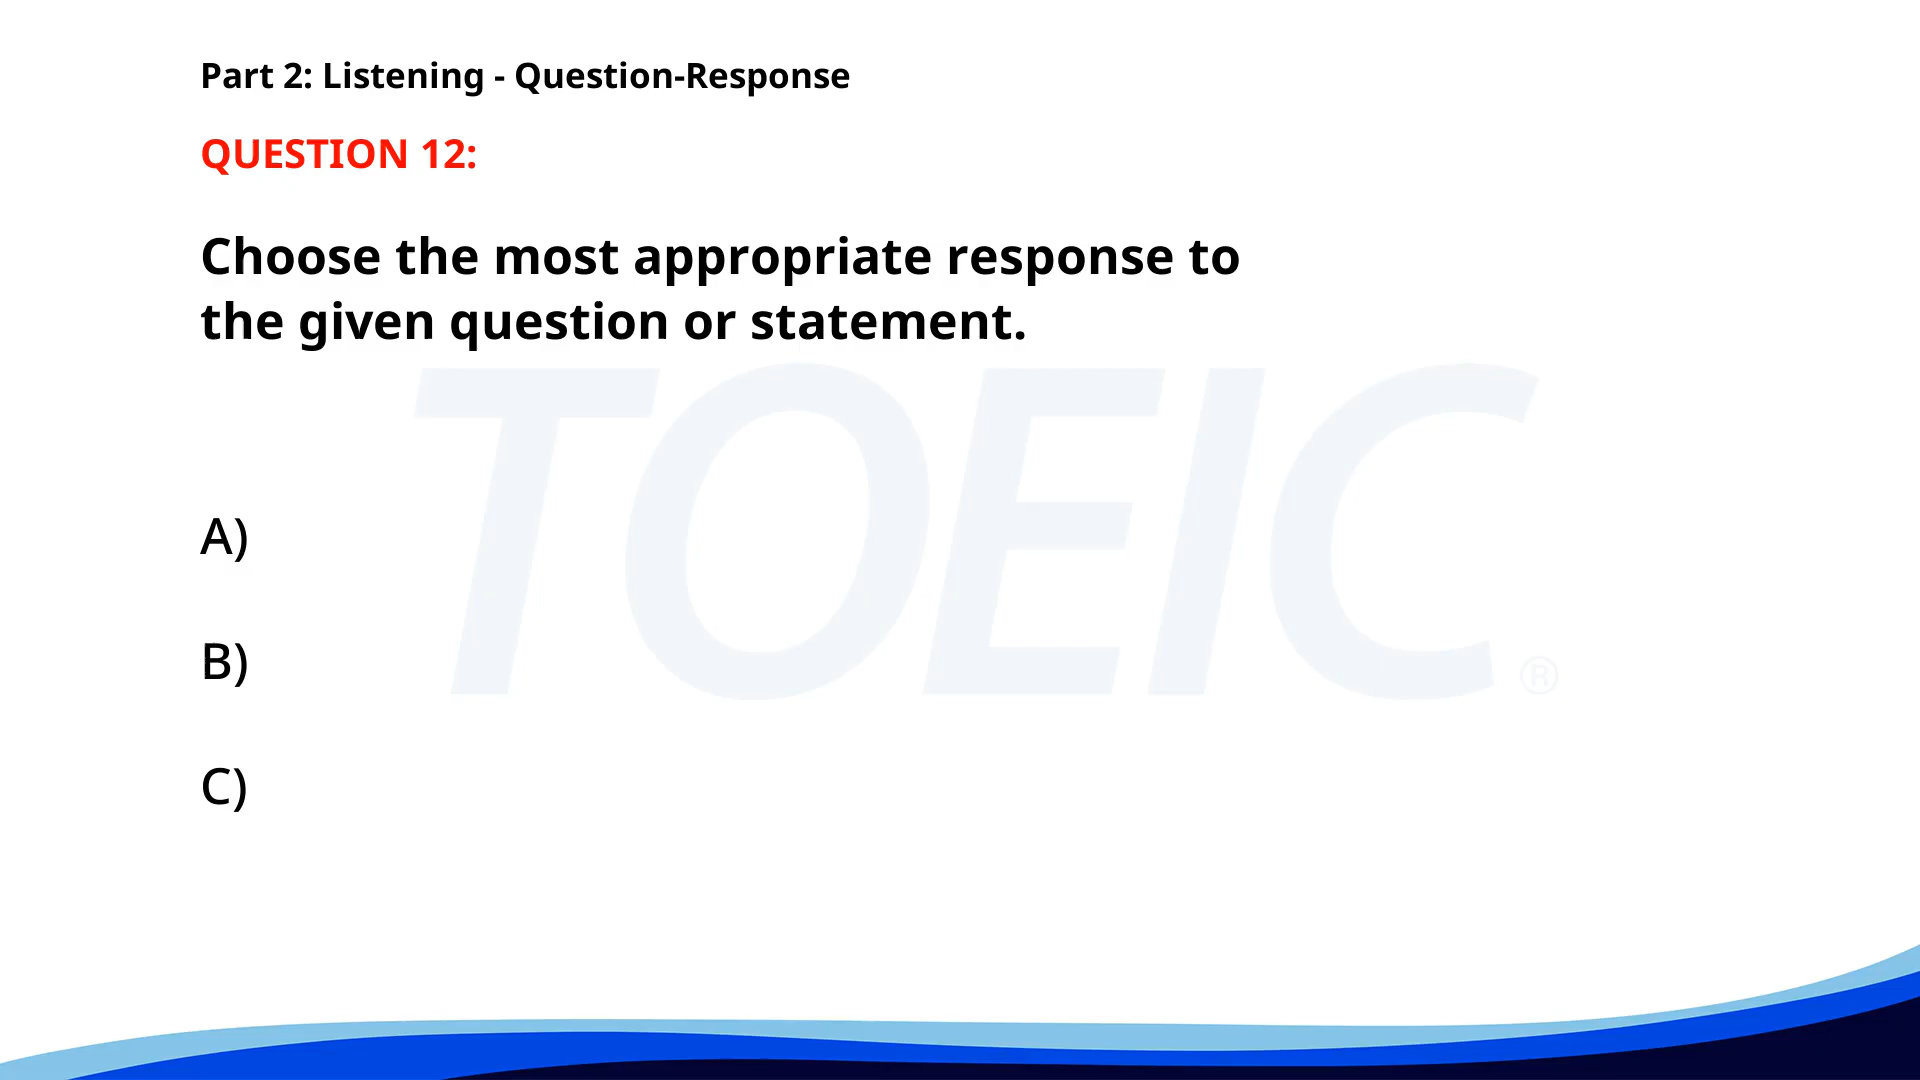 Part 2: Listening - Question-Response
QUESTION 12:
Choose the most appropriate response to
the given question or statement.
TOEIC®
A)
B)
C)